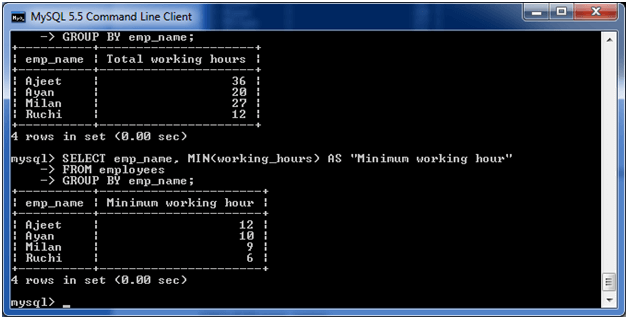 MySQL 5.5 Command Line Client
-> GROUP BY emp_name;
+----------+---------------------+
| emp_name | Total working hours |
+----------+---------------------+
| Ajeet    |                  36 |
| Ayan     |                  20 |
| Milan    |                  27 |
| Ruchi    |                  12 |
+----------+---------------------+
4 rows in set (0.00 sec)
mysql> SELECT emp_name, MIN(working_hours) AS "Minimum working hour"
-> FROM employees
-> GROUP BY emp_name;
+----------+----------------------+
| emp_name | Minimum working hour |
+----------+----------------------+
| Ajeet    |                   12 |
| Ayan     |                   10 |
| Milan    |                    9 |
| Ruchi    |                    6 |
+----------+----------------------+
4 rows in set (0.00 sec)
mysql> _